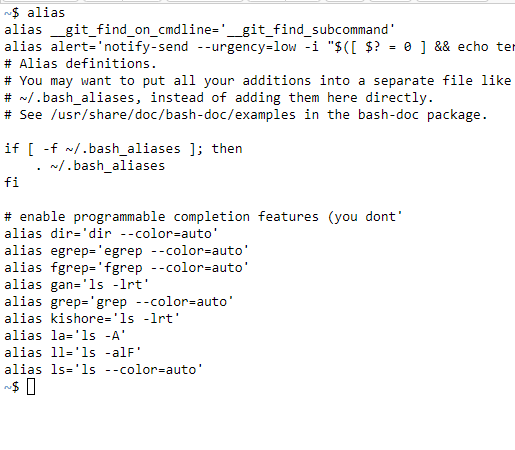 ~$ alias
alias __git_find_on_cmdline='__git_find_subcommand'
alias alert='notify-send --urgency=low -i "$([ $? = 0 ] && echo ter
# Alias definitions.
# You may want to put all your additions into a separate file like
# ~/.bash_aliases, instead of adding them here directly.
# See /usr/share/doc/bash-doc/examples in the bash-doc package.
if [ -f ~/.bash_aliases ]; then
    . ~/.bash_aliases
fi
# enable programmable completion features (you dont'
alias dir='dir --color=auto'
alias egrep='egrep --color=auto'
alias fgrep='fgrep --color=auto'
alias gan='ls -lrt'
alias grep='grep --color=auto'
alias kishore='ls -lrt'
alias la='ls -A'
alias ll='ls -alF'
alias ls='ls --color=auto'
~$